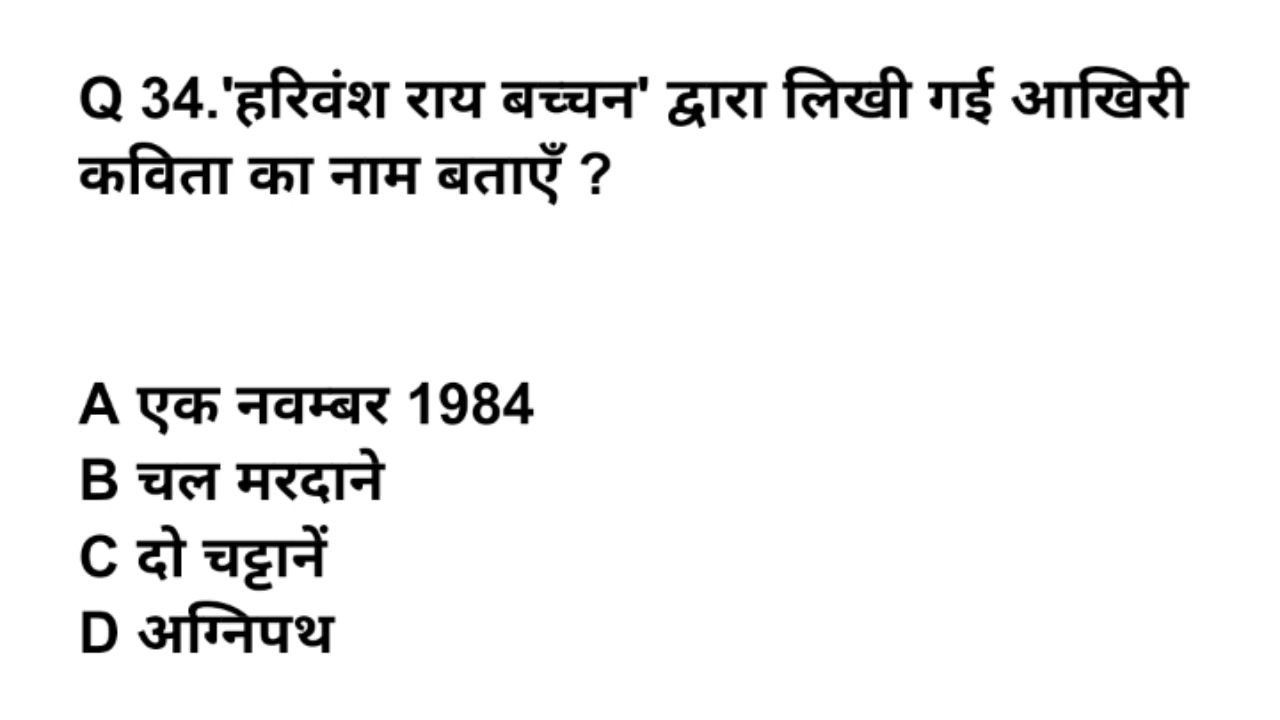 Q 34.'हरिवंश राय बच्चन' द्वारा लिखी गई आखिरी
कविता का नाम बताएँ ?
A एक नवम्बर 1984
B चल मरदाने
C दो चट्टानें
D अग्निपथ